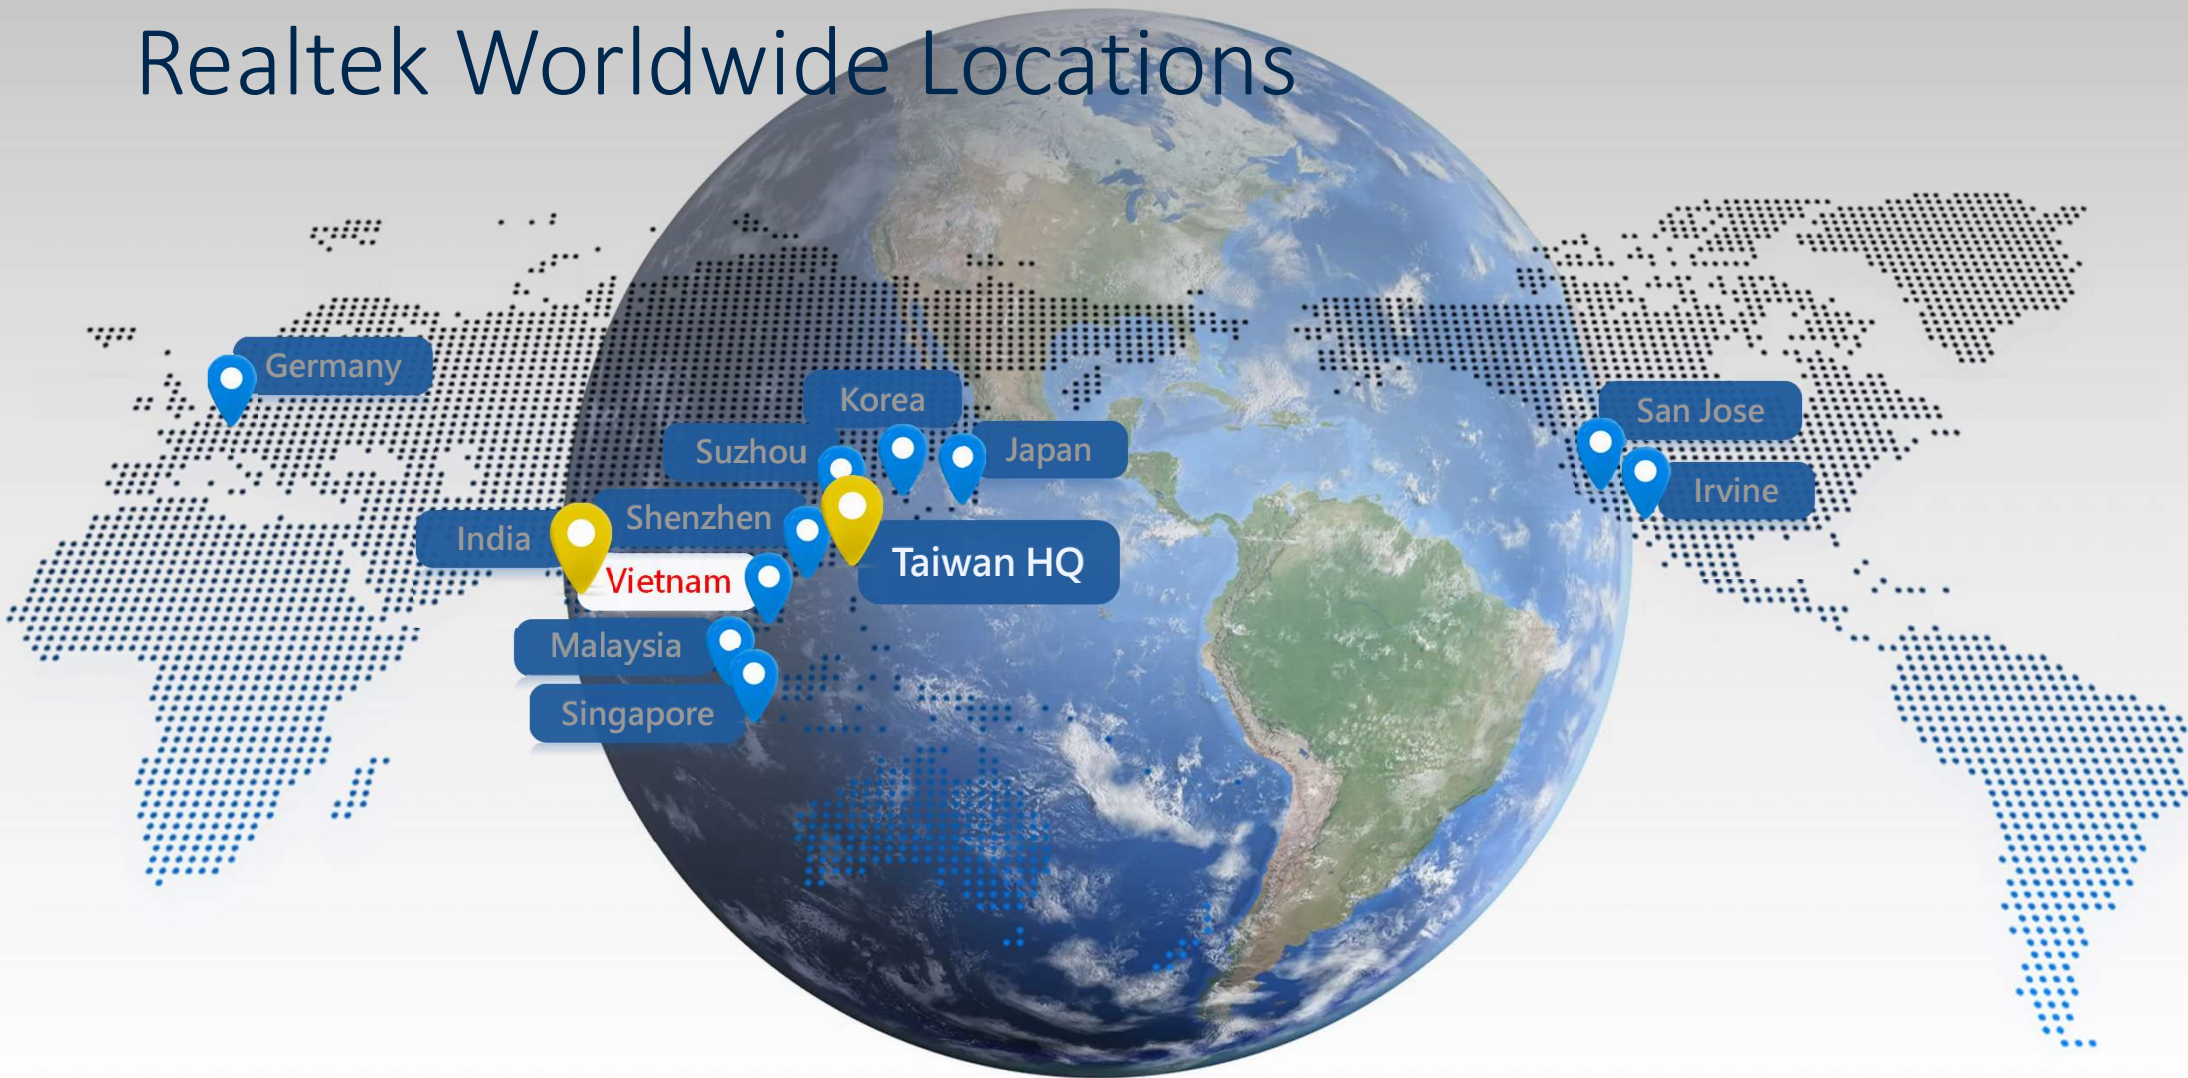 Realtek Worldwide Locations
Germany
Korea
San Jose
Suzhou
Japan
Irvine
Shenzhen
India
Taiwan HQ
Vietnam
Malaysia
Singapore